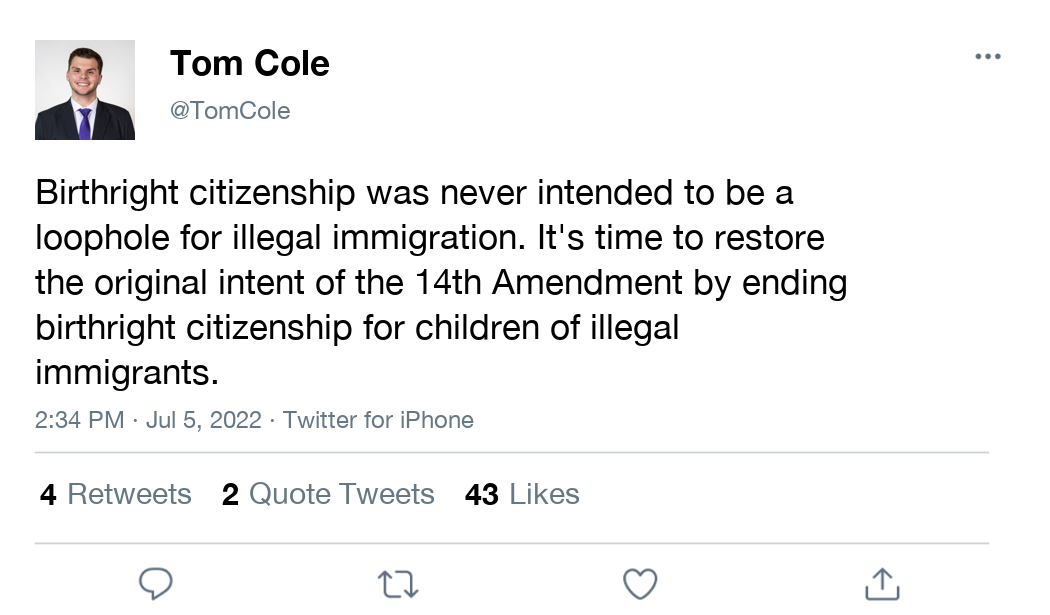 Tom Cole
@TomCole
Birthright citizenship was never intended to be a
loophole for illegal immigration. It's time to restore
the original intent of the 14th Amendment by ending
birthright citizenship for children of illegal
immigrants.
2:34 PM · Jul 5, 2022 · Twitter for iPhone
4 Retweets 2 Quote Tweets 43 Likes